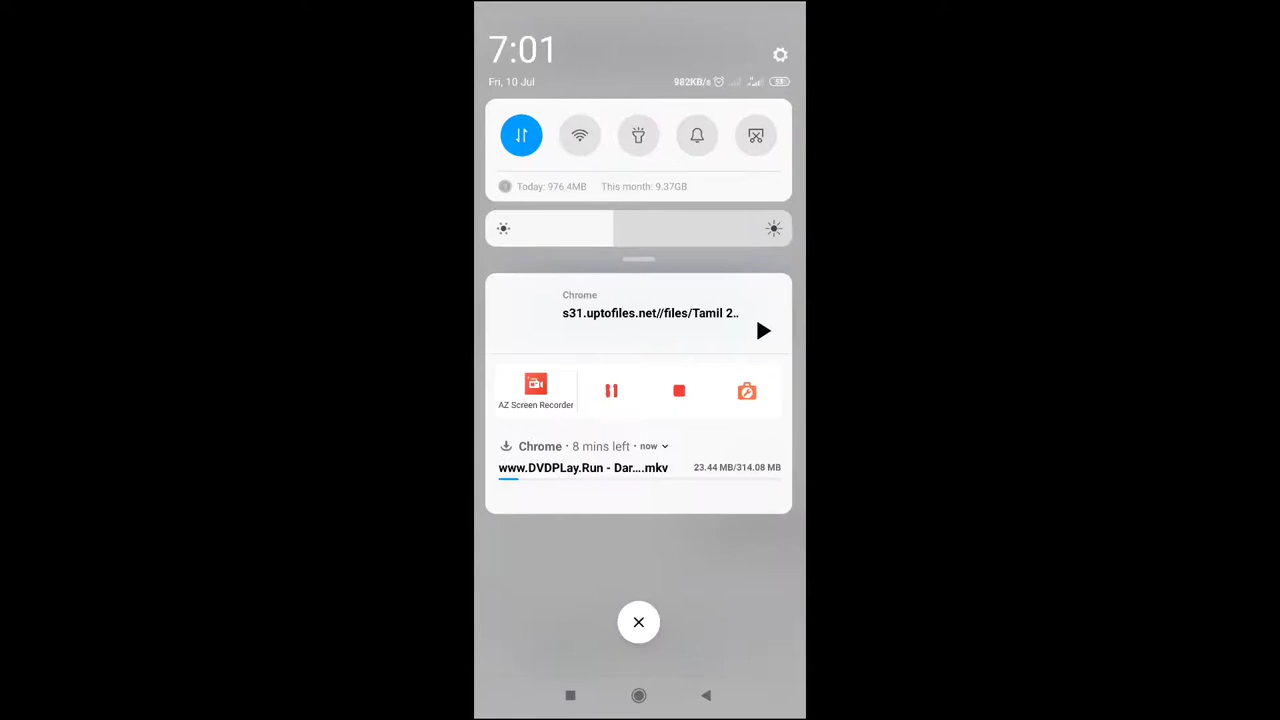 7:01
Fri, 10 Jul
982KB/s
59
Today: 976.4MB This month: 9.37GB
Chrome
s31.uptofiles.net//files/Tamil 2..
AZ Screen Recorder
Chrome · 8 mins left · now
www.DVDPLay.Run - Dar....mkv 23.44 MB/314.08 MB